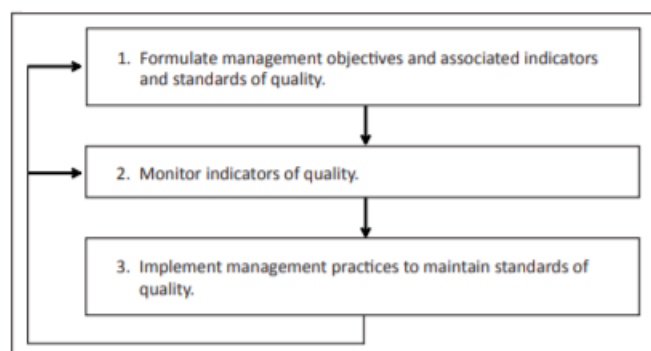 1. Formulate management objectives and associated indicators
and standards of quality.
2. Monitor indicators of quality.
3. Implement management practices to maintain standards of
quality.